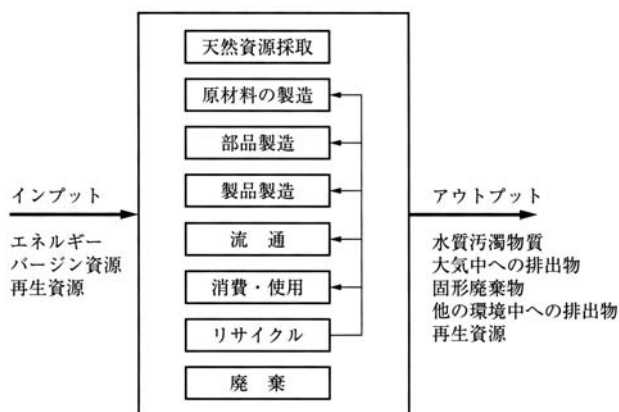 天然資源採取
原材料の製造
部品製造
製品製造
流 通
消費・使用
リサイクル
廃 棄
インプット
エネルギー
バージン資源
再生資源
アウトプット
水質汚濁物質
大気中への排出物
固形廃棄物
他の環境中への排出物
再生資源